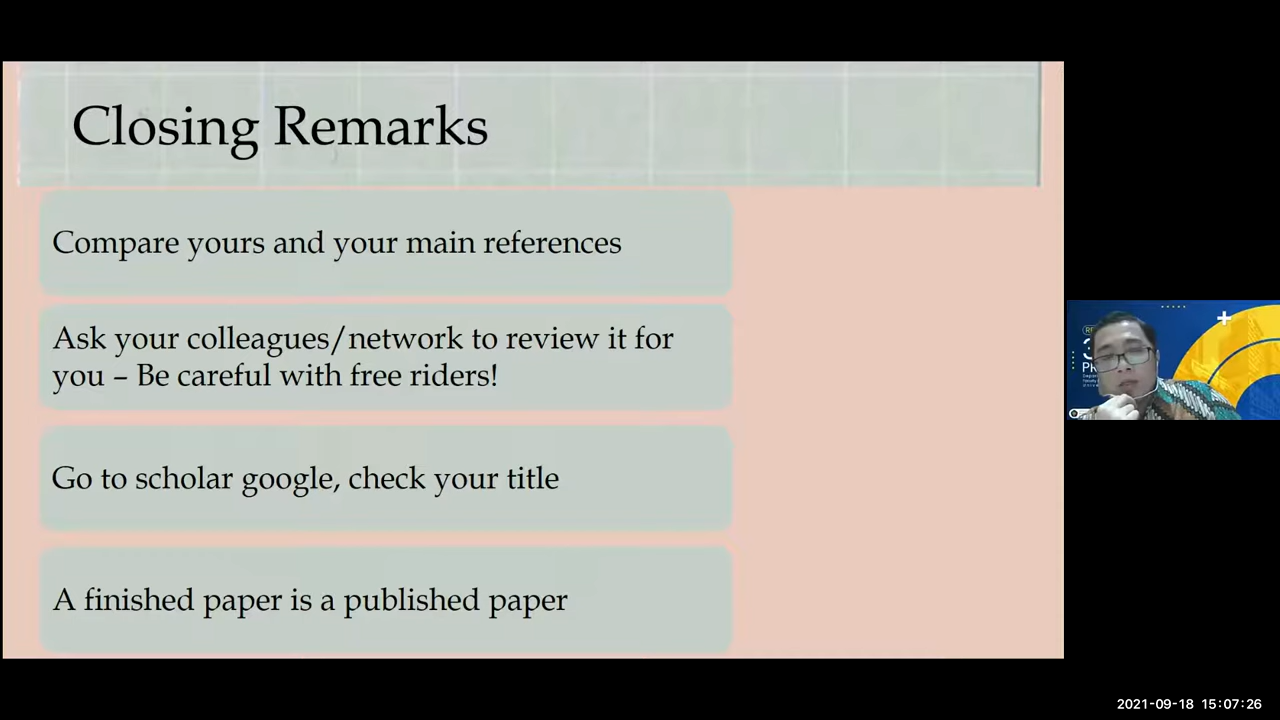 Closing Remarks
Compare yours and your main references
Ask your colleagues/network to review it for
you – Be careful with free riders!
Go to scholar google, check your title
A finished paper is a published paper
2021-09-18 15:07:26